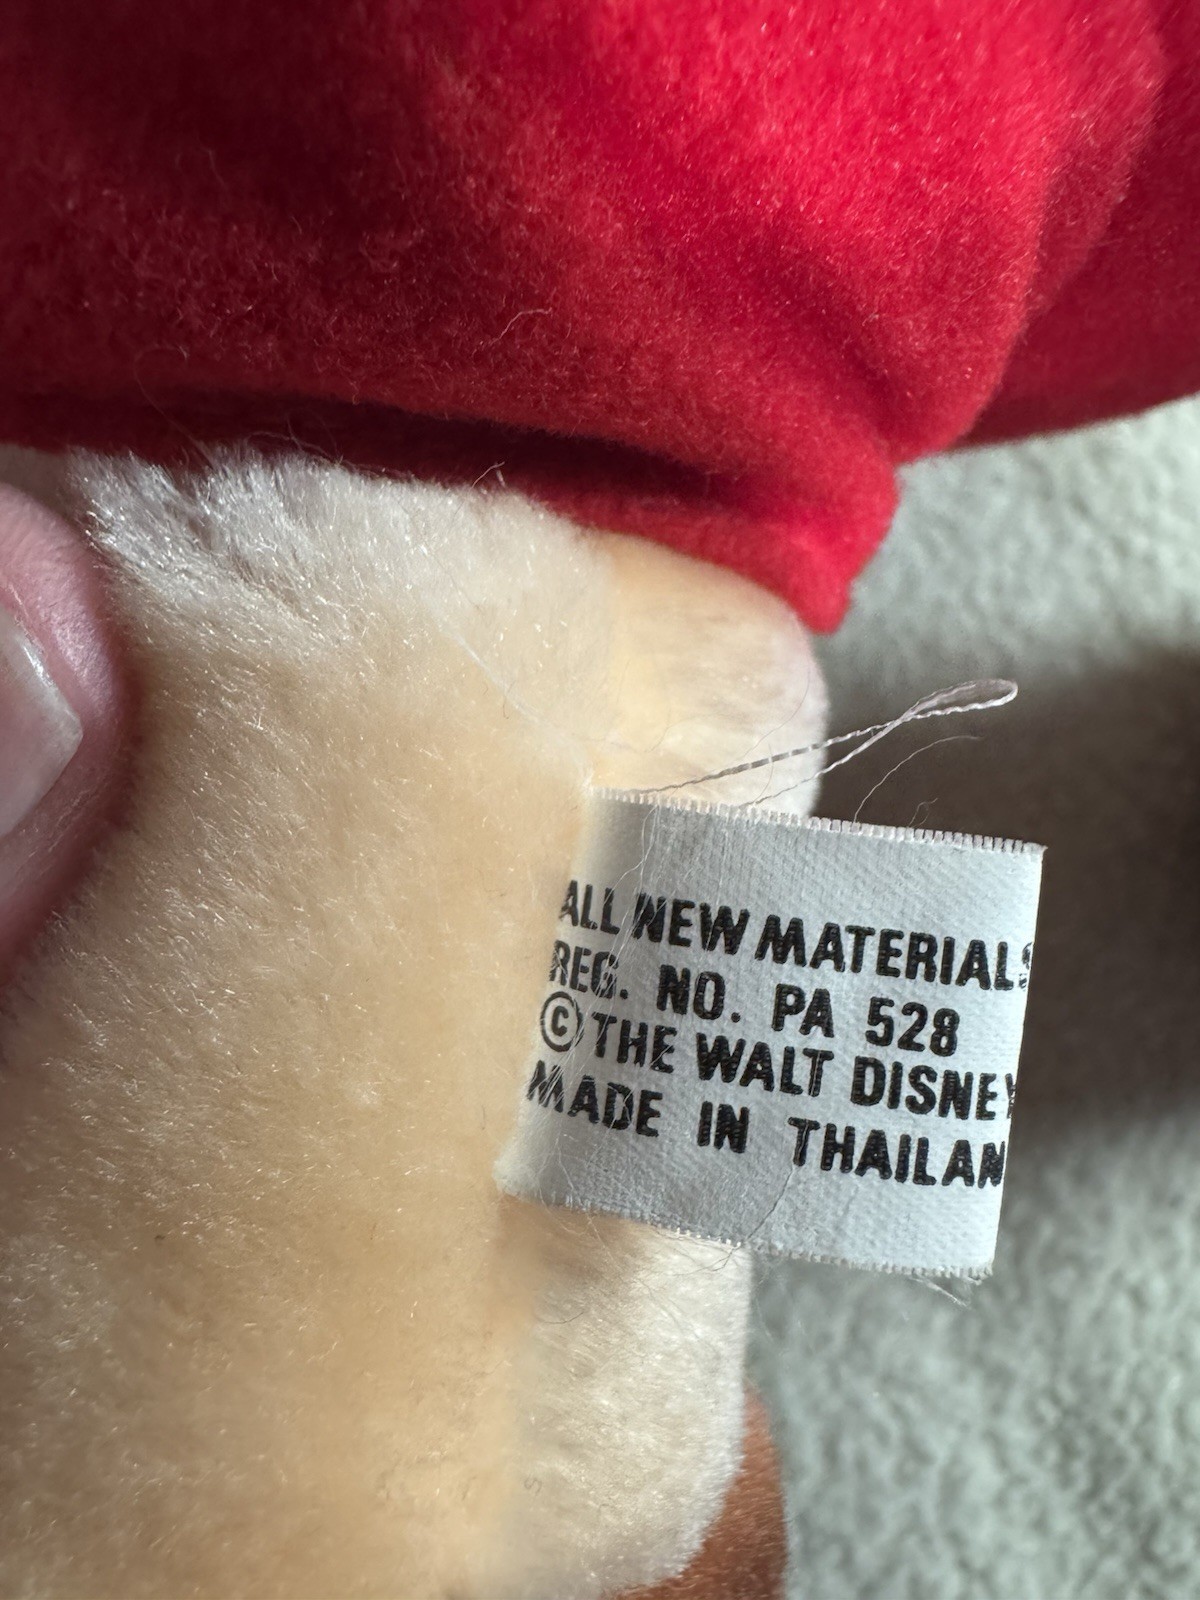 ALL NEW MATERIALS
REG. NO. PA 528
© THE WALT DISNEY
MADE IN THAILAN